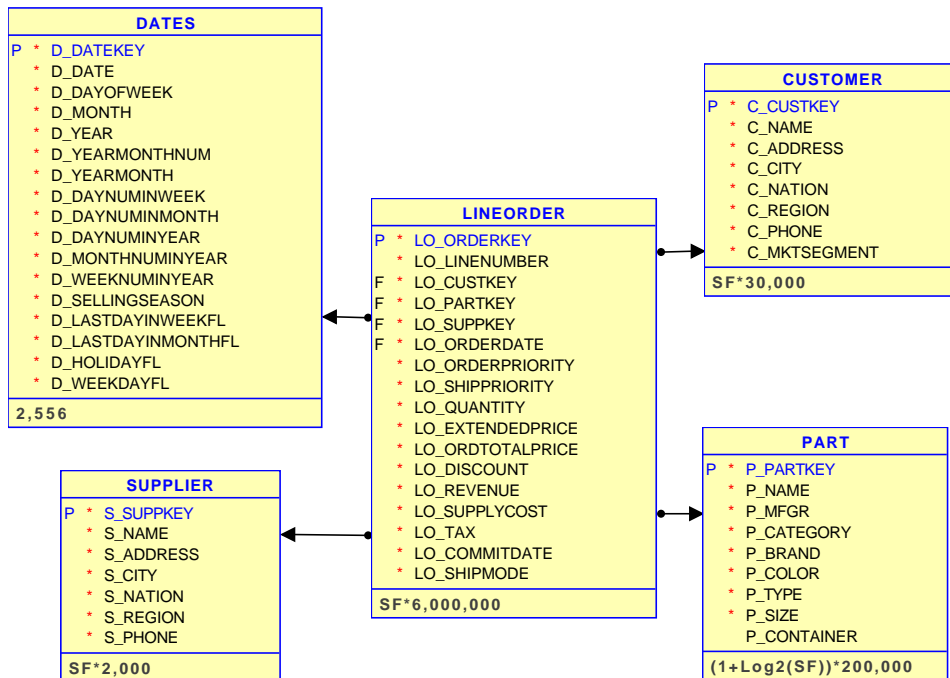 DATES
P * D_DATEKEY
* D_DATE
* D_DAYOFWEEK
* D_MONTH
* D_YEAR
* D_YEARMONTHNUM
* D_YEARMONTH
* D_DAYNUMINWEEK
* D_DAYNUMINMONTH
* D_DAYNUMINYEAR
* D_MONTHNUMINYEAR
* D_WEEKNUMINYEAR
* D_SELLINGSEASON
* D_LASTDAYINWEEKFL
* D_LASTDAYINMONTHFL
* D_HOLIDAYFL
* D_WEEKDAYFL
2,556
SUPPLIER
P * S_SUPPKEY
* S_NAME
* S_ADDRESS
* S_CITY
* S_NATION
* S_REGION
* S_PHONE
SF*2,000
LINEORDER
P * LO_ORDERKEY
* LO_LINENUMBER
F * LO_CUSTKEY
F * LO_PARTKEY
F * LO_SUPPKEY
F * LO_ORDERDATE
* LO_ORDERPRIORITY
* LO_SHIPPRIORITY
* LO_QUANTITY
* LO_EXTENDEDPRICE
* LO_ORDTOTALPRICE
* LO_DISCOUNT
* LO_REVENUE
* LO_SUPPLYCOST
* LO_TAX
* LO_COMMITDATE
* LO_SHIPMODE
SF*6,000,000
CUSTOMER
P * C_CUSTKEY
* C_NAME
* C_ADDRESS
* C_CITY
* C_NATION
* C_REGION
* C_PHONE
* C_MKTSEGMENT
SF*30,000
PART
P * P_PARTKEY
* P_NAME
* P_MFGR
* P_CATEGORY
* P_BRAND
* P_COLOR
* P_TYPE
* P_SIZE
P_CONTAINER
(1+Log2(SF))*200,000